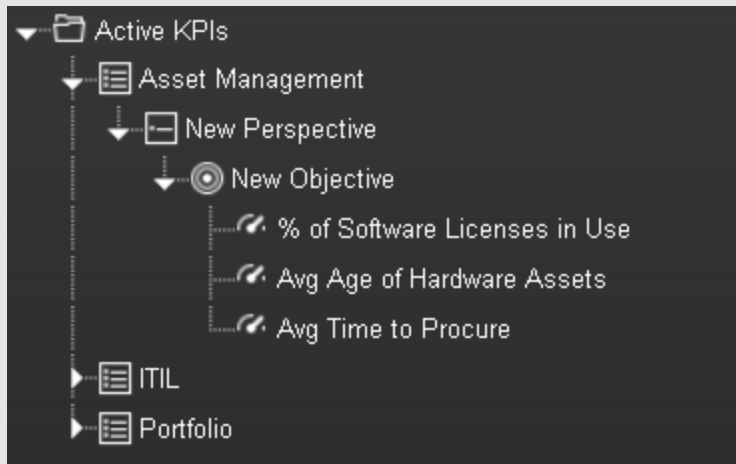 Active KPIs
Asset Management
New Perspective
New Objective
% of Software Licenses in Use
Avg Age of Hardware Assets
Avg Time to Procure
ITIL
Portfolio